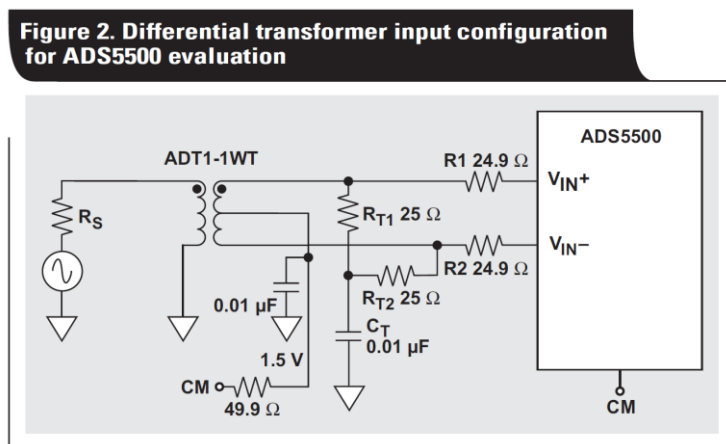 Figure 2. Differential transformer input configuration
for ADS5500 evaluation
ADS5500
ADT1-1WT
R1 24.9 Ω
VIN+
RS
RT1 25 Ω
VIN–
R2 24.9 Ω
RT2 25 Ω
0.01 µF
CT
0.01 µF
1.5 V
CM
49.9 Ω
CM